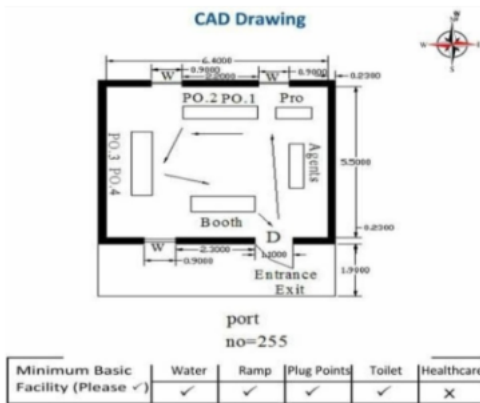 CAD Drawing
N
S
6.4000
0.9000
2.2000
0.9000
0.2300
W
W
PO.2 PO.1
Pro
PO.3 PO.4
Agents
5.5000
Booth
D
0.2300
W
2.3000
1.1000
0.9000
Entrance
Exit
1.9000
port
no=255
Minimum Basic Facility (Please ✓) Water Ramp Plug Points Toilet Healthcare
✓ ✓ ✓ ✓ ✗